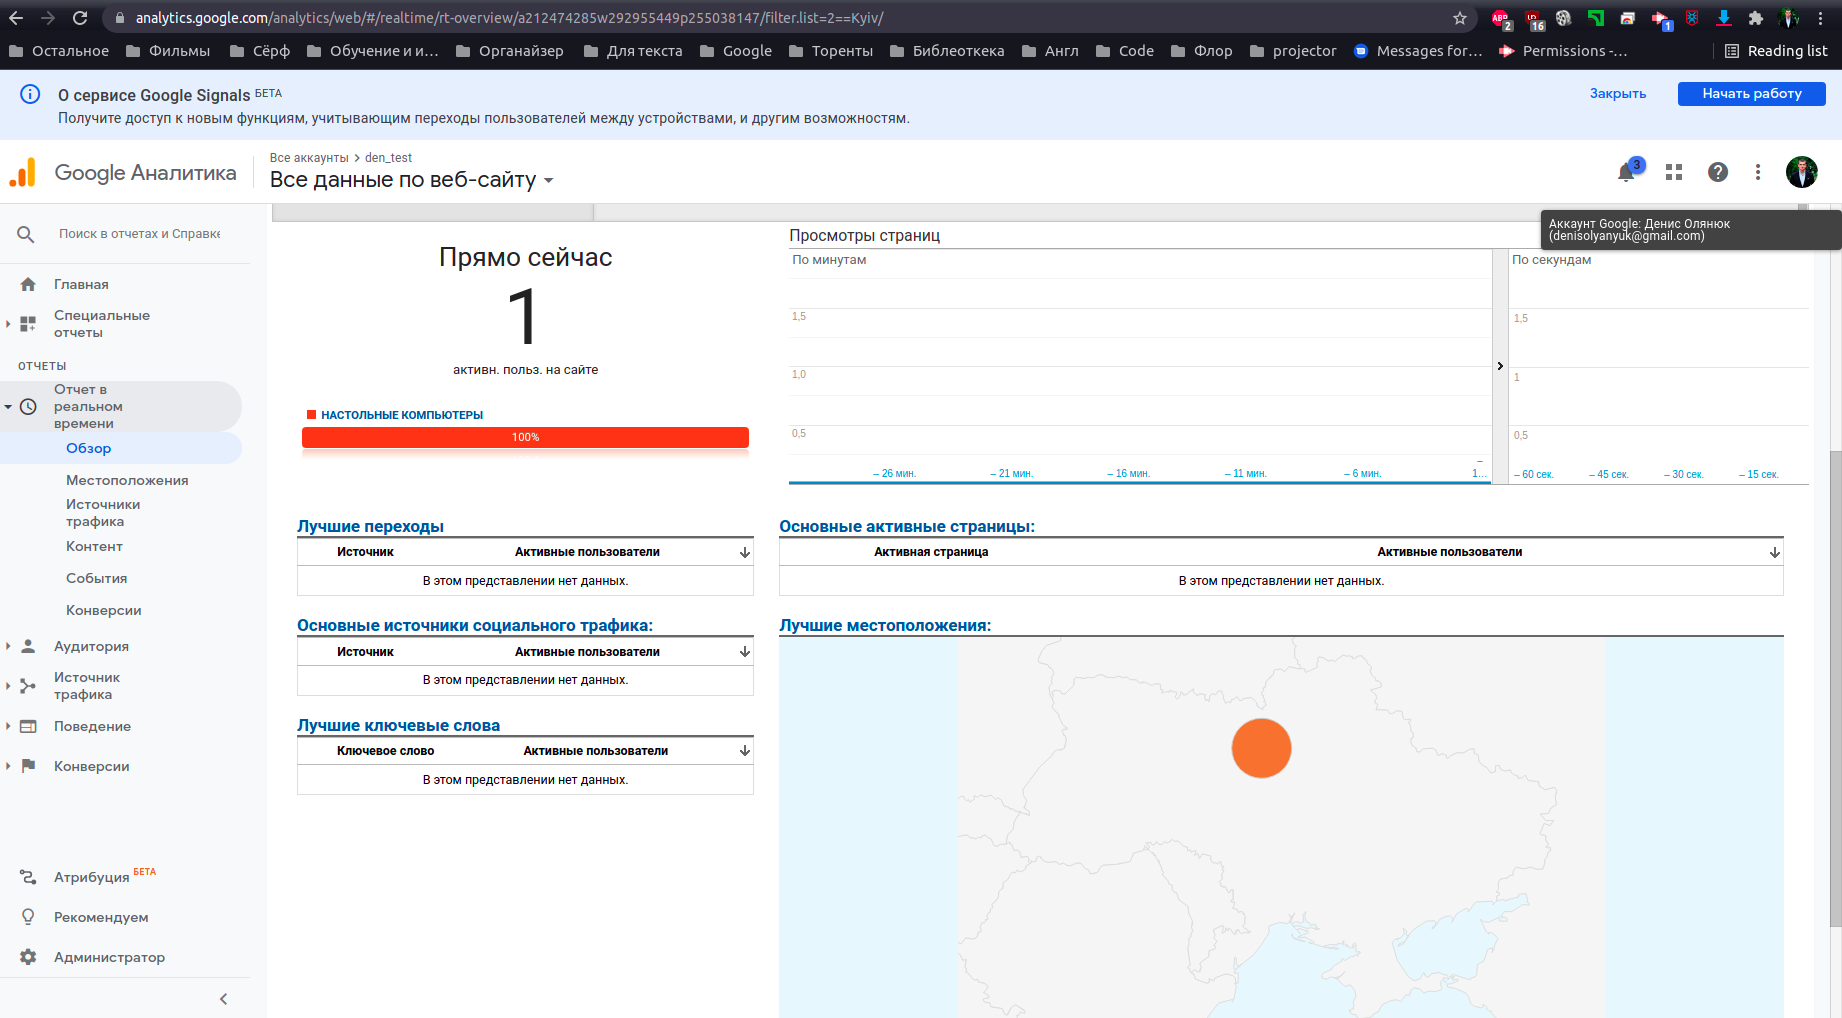 analytics.google.com/analytics/web/#/realtime/rt-overview/a212474285w292955449p255038147/filter.list=2==Kyiv/
ABP 2 16 1
Остальное Фильмы Сёрф Обучение и и... Органайзер Для текста Google Торенты Библеоткека Англ Code Флор projector Messages for... Permissions -... Reading list
О сервисе Google Signals БЕТА
Получите доступ к новым функциям, учитывающим переходы пользователей между устройствами, и другим возможностям.
Закрыть
Начать работу
Google Аналитика
Все аккаунты > den_test
Все данные по веб-сайту
3
Аккаунт Google: Денис Олянюк
(denisolyanyuk@gmail.com)
Поиск в отчетах и Справке
Главная
Специальные
отчеты
ОТЧЕТЫ
Отчет в
реальном
времени
Обзор
Местоположения
Источники
трафика
Контент
События
Конверсии
Аудитория
Источник
трафика
Поведение
Конверсии
Атрибуция БЕТА
Рекомендуем
Администратор
Прямо сейчас
1
активн. польз. на сайте
НАСТОЛЬНЫЕ КОМПЬЮТЕРЫ
100%
Просмотры страниц
По минутам
1,5
1,0
0,5
– 26 мин. – 21 мин. – 16 мин. – 11 мин. – 6 мин. –
1...
По секундам
1,5
1
0,5
– 60 сек. – 45 сек. – 30 сек. – 15 сек.
Лучшие переходы
Источник Активные пользователи
В этом представлении нет данных.
Основные активные страницы:
Активная страница Активные пользователи
В этом представлении нет данных.
Основные источники социального трафика:
Источник Активные пользователи
В этом представлении нет данных.
Лучшие ключевые слова
Ключевое слово Активные пользователи
В этом представлении нет данных.
Лучшие местоположения: